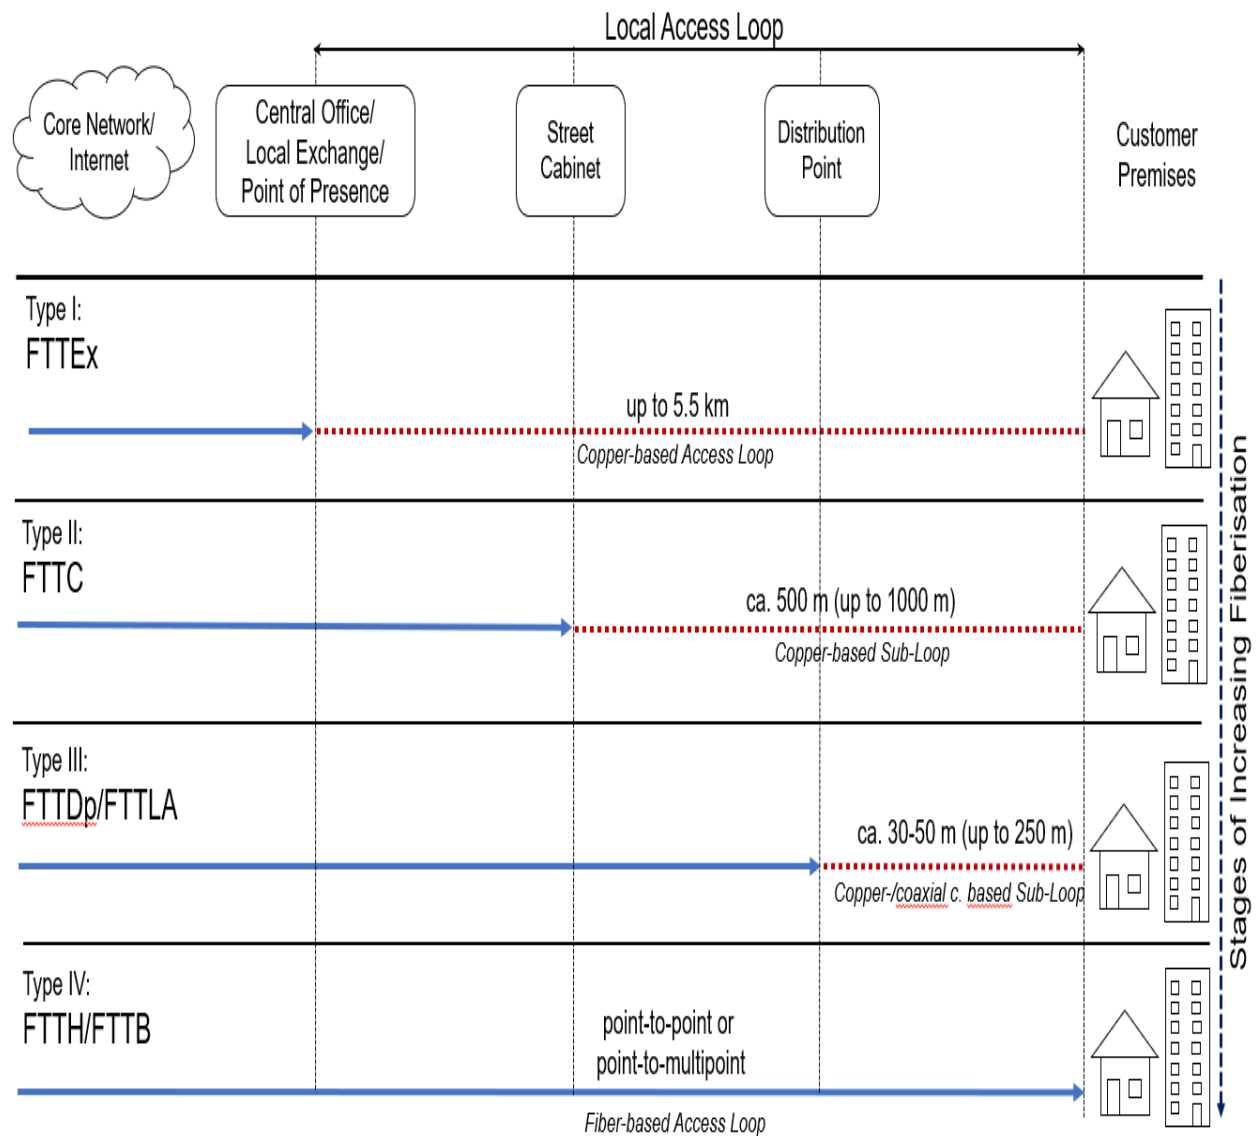 Local Access Loop
Core Network/
Internet
Central Office/
Local Exchange/
Point of Presence
Street
Cabinet
Distribution
Point
Customer
Premises
Type I:
FTTEx
up to 5.5 km
Copper-based Access Loop
Type II:
FTTC
ca. 500 m (up to 1000 m)
Copper-based Sub-Loop
Type III:
FTTDp/FTTLA
ca. 30-50 m (up to 250 m)
Copper-/coaxial c. based Sub-Loop
Type IV:
FTTH/FTTB
point-to-point or
point-to-multipoint
Fiber-based Access Loop
Stages of Increasing Fiberisation